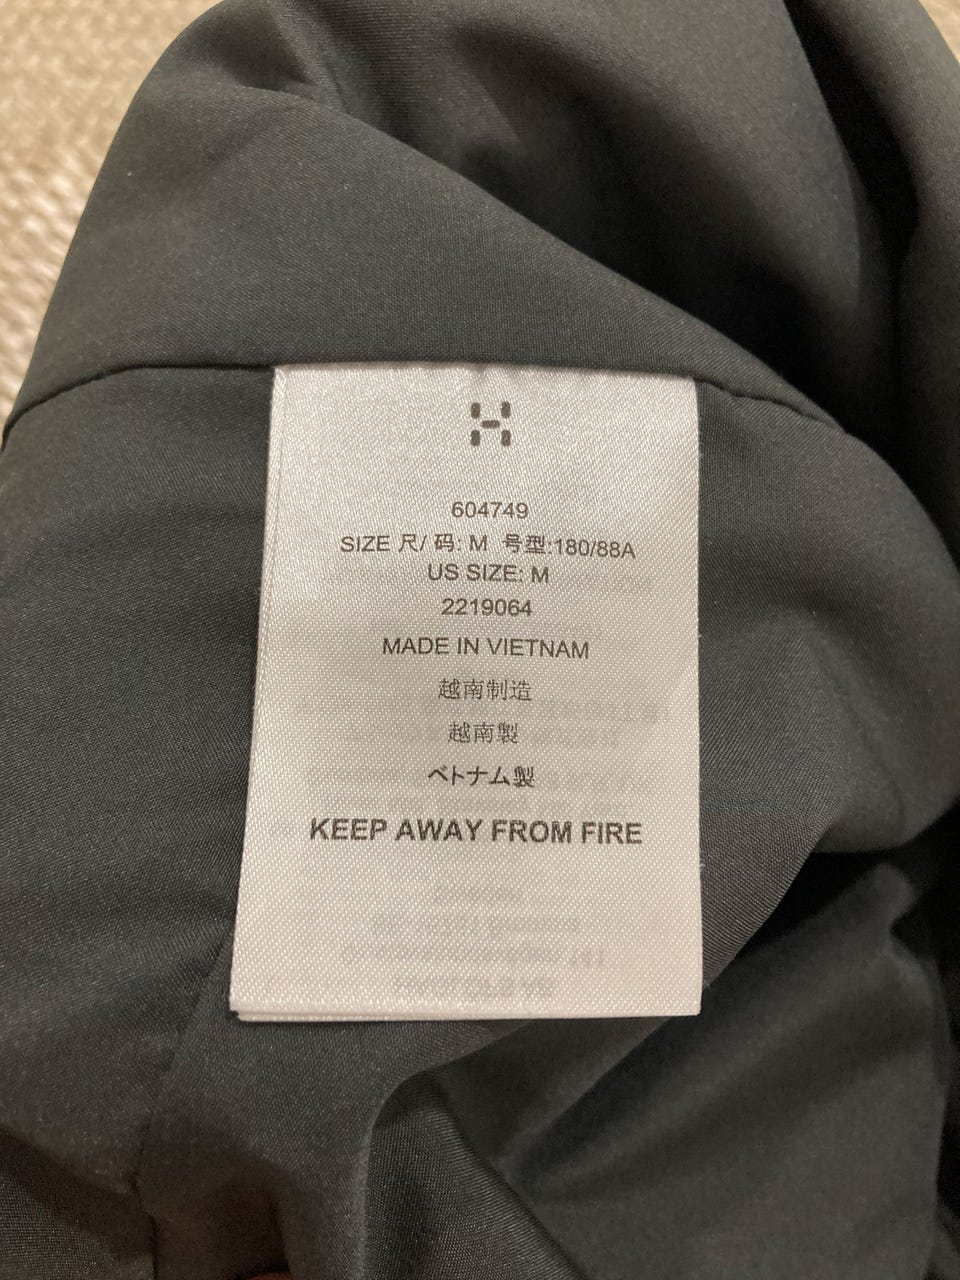 604749
SIZE 尺/ 码: M 号型:180/88A
US SIZE: M
2219064
MADE IN VIETNAM
越南制造
越南製
ベトナム製
KEEP AWAY FROM FIRE